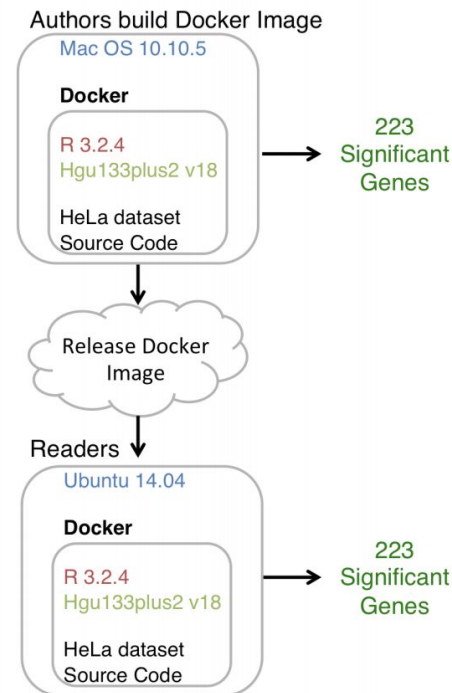 Authors build Docker Image
Mac OS 10.10.5
Docker
R 3.2.4
Hgu133plus2 v18
HeLa dataset
Source Code
223
Significant
Genes
Release Docker
Image
Readers
Ubuntu 14.04
Docker
R 3.2.4
Hgu133plus2 v18
HeLa dataset
Source Code
223
Significant
Genes